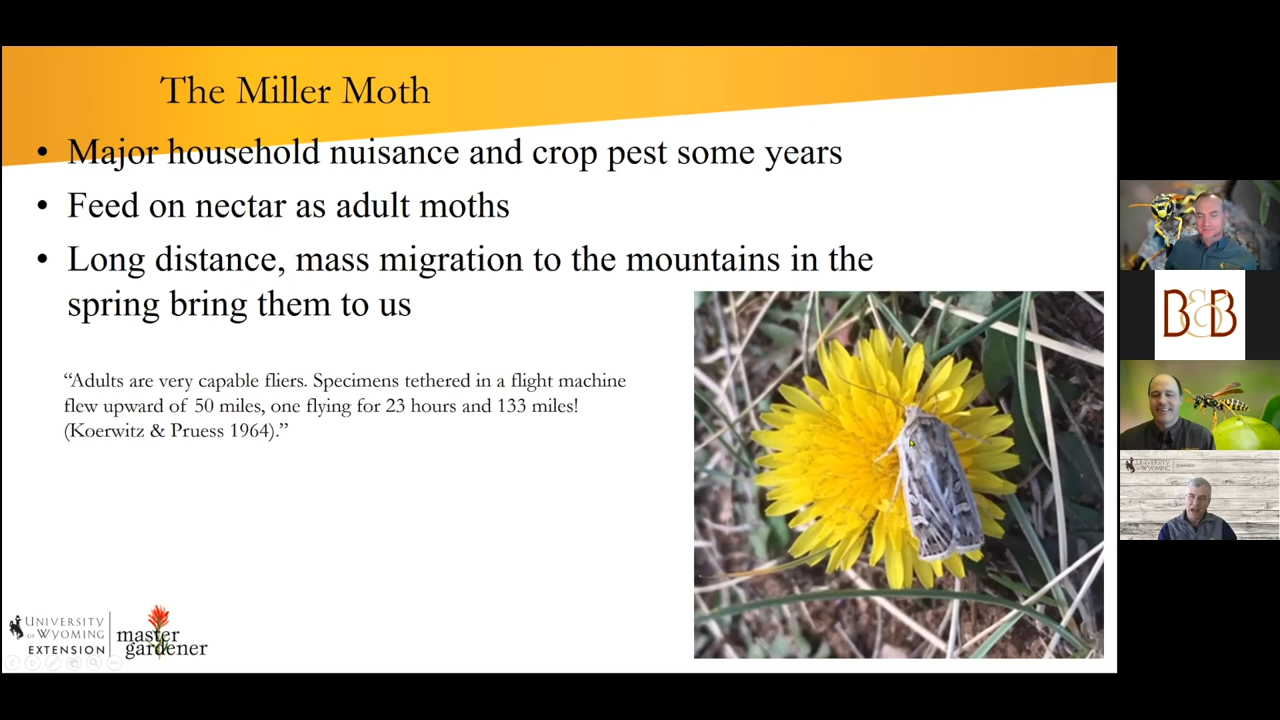 The Miller Moth
• Major household nuisance and crop pest some years
• Feed on nectar as adult moths
• Long distance, mass migration to the mountains in the
spring bring them to us
“Adults are very capable fliers. Specimens tethered in a flight machine
flew upward of 50 miles, one flying for 23 hours and 133 miles!
(Koerwitz & Pruess 1964).”
UNIVERSITY
OF WYOMING
EXTENSION
master
gardener
B&B
UNIVERSITY
OF WYOMING